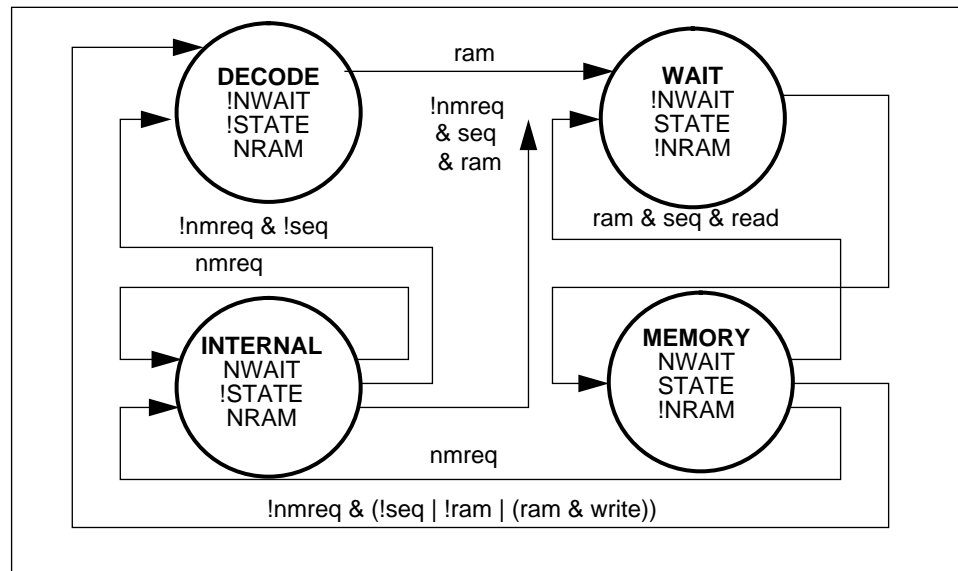 ram
DECODE
!NWAIT
!STATE
NRAM
WAIT
!NWAIT
STATE
!NRAM
!nmreq
& seq
& ram
!nmreq & !seq
ram & seq & read
nmreq
INTERNAL
NWAIT
!STATE
NRAM
MEMORY
NWAIT
STATE
!NRAM
nmreq
!nmreq & (!seq | !ram | (ram & write))